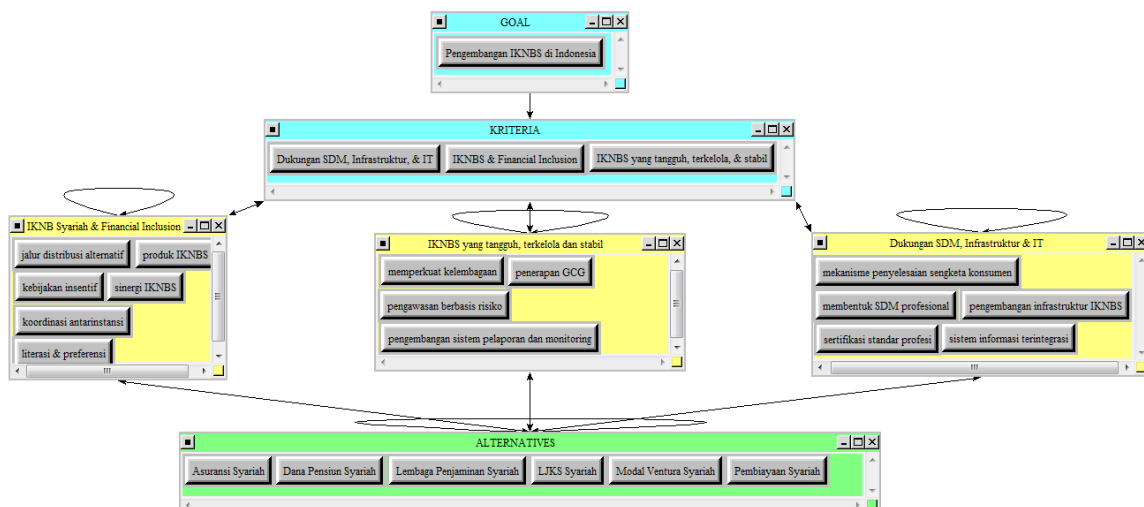 GOAL
Pengembangan IKNBS di Indonesia
KRITERIA
Dukungan SDM, Infrastruktur, & IT
IKNBS & Financial Inclusion
IKNBS yang tangguh, terkelola, & stabil
IKNB Syariah & Financial Inclusion
jalur distribusi alternatif
produk IKNBS
kebijakan insentif
sinergi IKNBS
koordinasi antarinstansi
literasi & preferensi
IKNBS yang tangguh, terkelola dan stabil
memperkuat kelembagaan
penerapan GCG
pengawasan berbasis risiko
pengembangan sistem pelaporan dan monitoring
Dukungan SDM, Infrastruktur & IT
mekanisme penyelesaian sengketa konsumen
membentuk SDM profesional
pengembangan infrastruktur IKNBS
sertifikasi standar profesi
sistem informasi terintegrasi
ALTERNATIVES
Asuransi Syariah
Dana Pensiun Syariah
Lembaga Penjaminan Syariah
LJKS Syariah
Modal Ventura Syariah
Pembiayaan Syariah